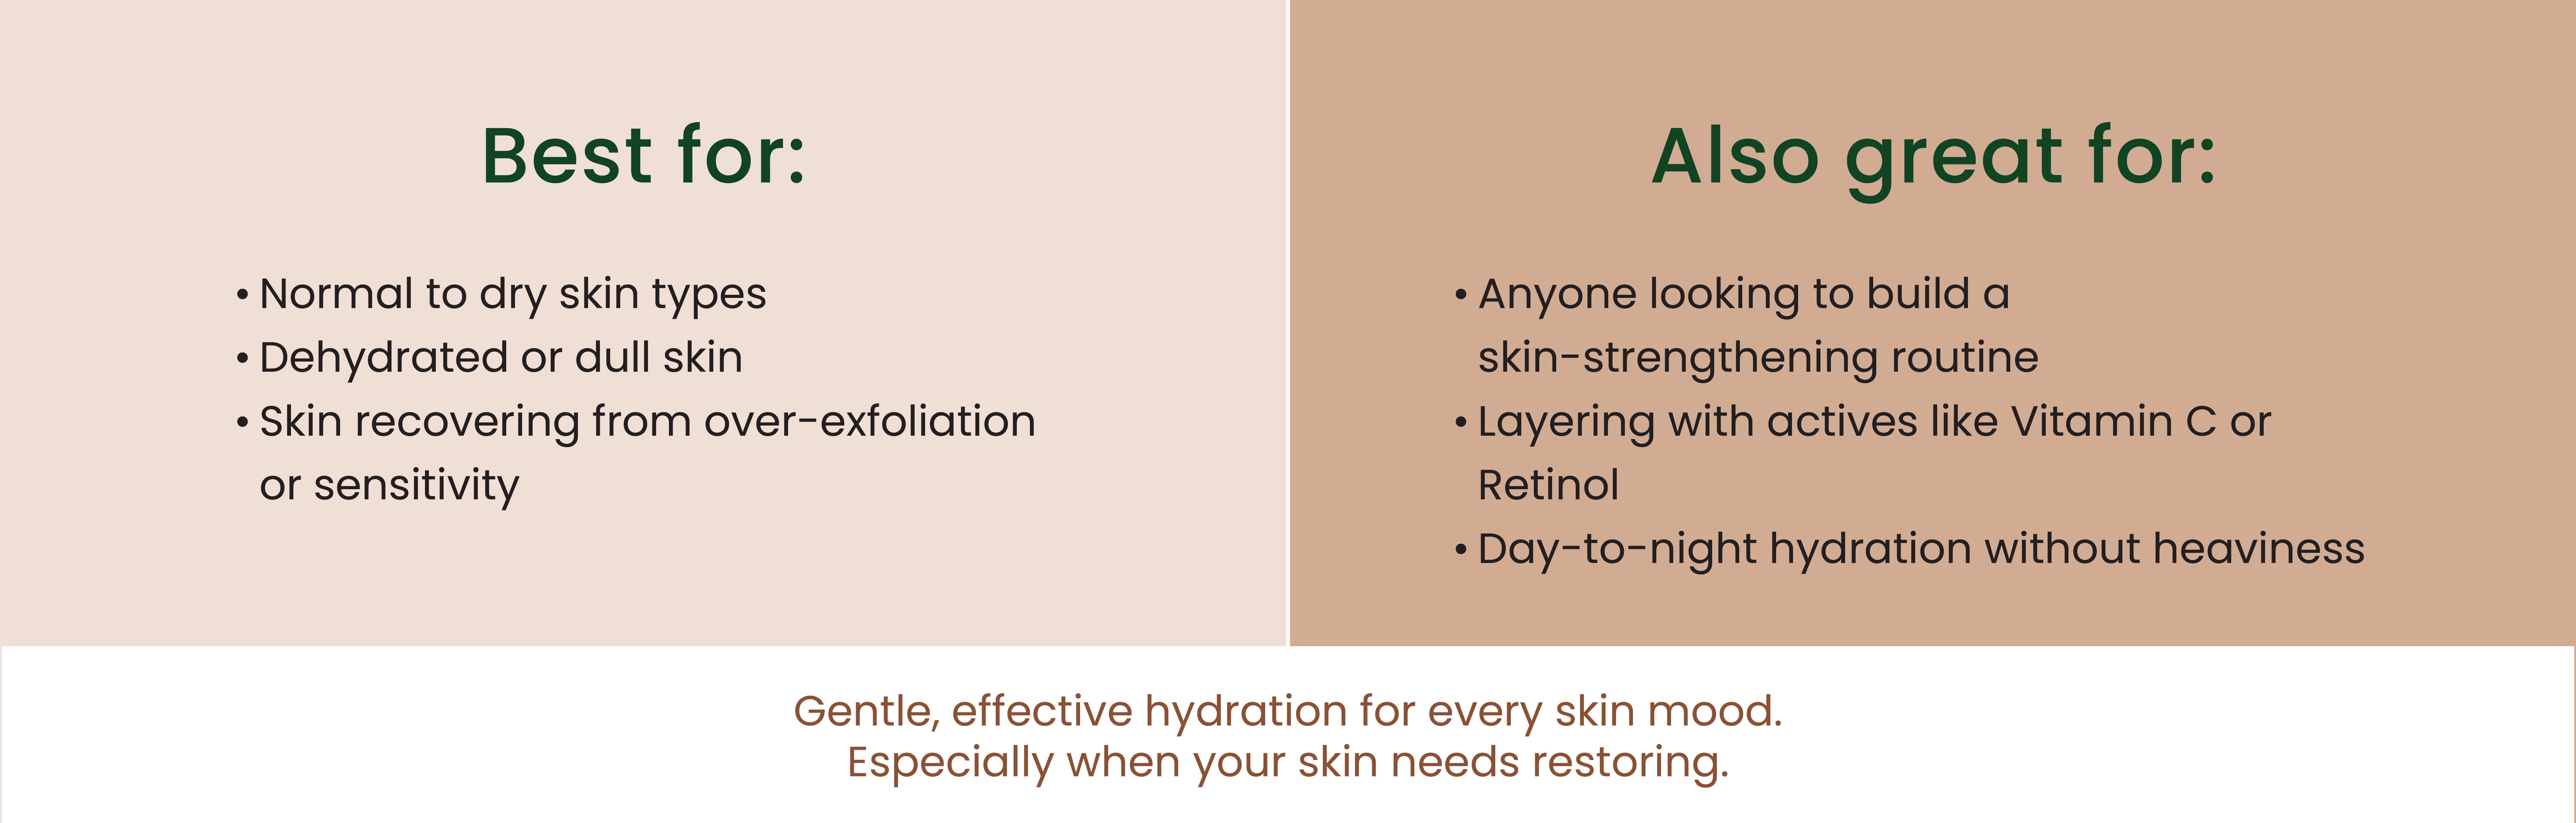 Best for:
• Normal to dry skin types
• Dehydrated or dull skin
• Skin recovering from over-exfoliation
or sensitivity
Also great for:
• Anyone looking to build a
skin-strengthening routine
• Layering with actives like Vitamin C or
Retinol
• Day-to-night hydration without heaviness
Gentle, effective hydration for every skin mood.
Especially when your skin needs restoring.